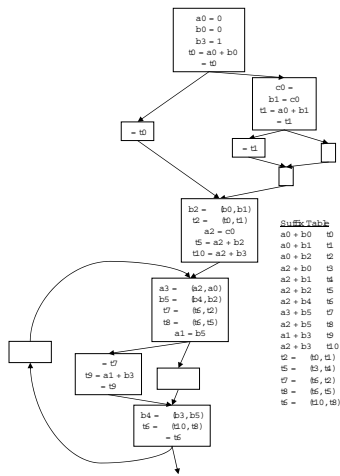 a0 = 0
b0 = 0
b3 = 1
t0 = a0 + b0
= t0
c0 =
b1 = c0
t1 = a0 + b1
= t1
= t0
= t1
b2 = (b0,b1)
t2 = (t0,t1)
a2 = c0
t5 = a2 + b2
t10 = a2 + b3
a3 = (a2,a0)
b5 = (b4,b2)
t7 = (t6,t2)
t8 = (t6,t5)
a1 = b5
= t7
t9 = a1 + b3
= t9
b4 = (b3,b5)
t6 = (t10,t8)
= t6
Suffix Table
a0 + b0 t0
a0 + b1 t1
a0 + b2 t2
a2 + b0 t3
a2 + b1 t4
a2 + b2 t5
a2 + b4 t6
a3 + b5 t7
a2 + b5 t8
a1 + b3 t9
a2 + b3 t10
t2 = (t0,t1)
t5 = (t3,t4)
t7 = (t6,t2)
t8 = (t6,t5)
t6 = (t10,t8)